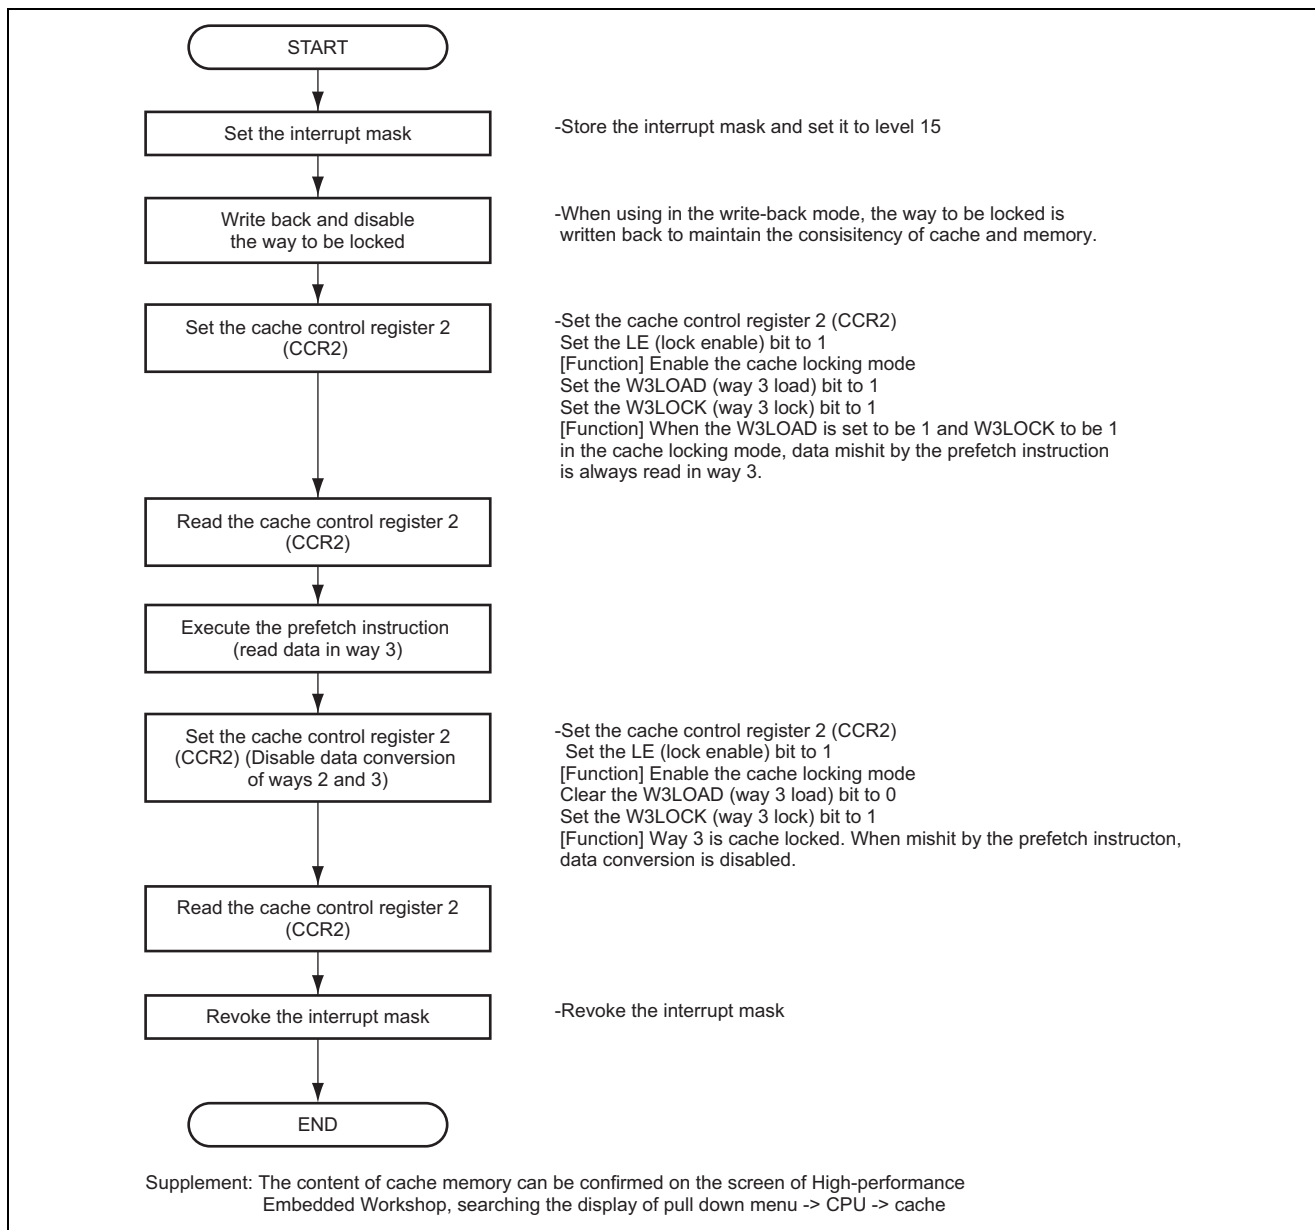 START
Set the interrupt mask
-Store the interrupt mask and set it to level 15
Write back and disable
the way to be locked
-When using in the write-back mode, the way to be locked is
written back to maintain the consisitency of cache and memory.
Set the cache control register 2
(CCR2)
-Set the cache control register 2 (CCR2)
Set the LE (lock enable) bit to 1
[Function] Enable the cache locking mode
Set the W3LOAD (way 3 load) bit to 1
Set the W3LOCK (way 3 lock) bit to 1
[Function] When the W3LOAD is set to be 1 and W3LOCK to be 1
in the cache locking mode, data mishit by the prefetch instruction
is always read in way 3.
Read the cache control register 2
(CCR2)
Execute the prefetch instruction
(read data in way 3)
Set the cache control register 2
(CCR2) (Disable data conversion
of ways 2 and 3)
-Set the cache control register 2 (CCR2)
Set the LE (lock enable) bit to 1
[Function] Enable the cache locking mode
Clear the W3LOAD (way 3 load) bit to 0
Set the W3LOCK (way 3 lock) bit to 1
[Function] Way 3 is cache locked. When mishit by the prefetch instructon,
data conversion is disabled.
Read the cache control register 2
(CCR2)
Revoke the interrupt mask
-Revoke the interrupt mask
END
Supplement: The content of cache memory can be confirmed on the screen of High-performance
Embedded Workshop, searching the display of pull down menu -> CPU -> cache